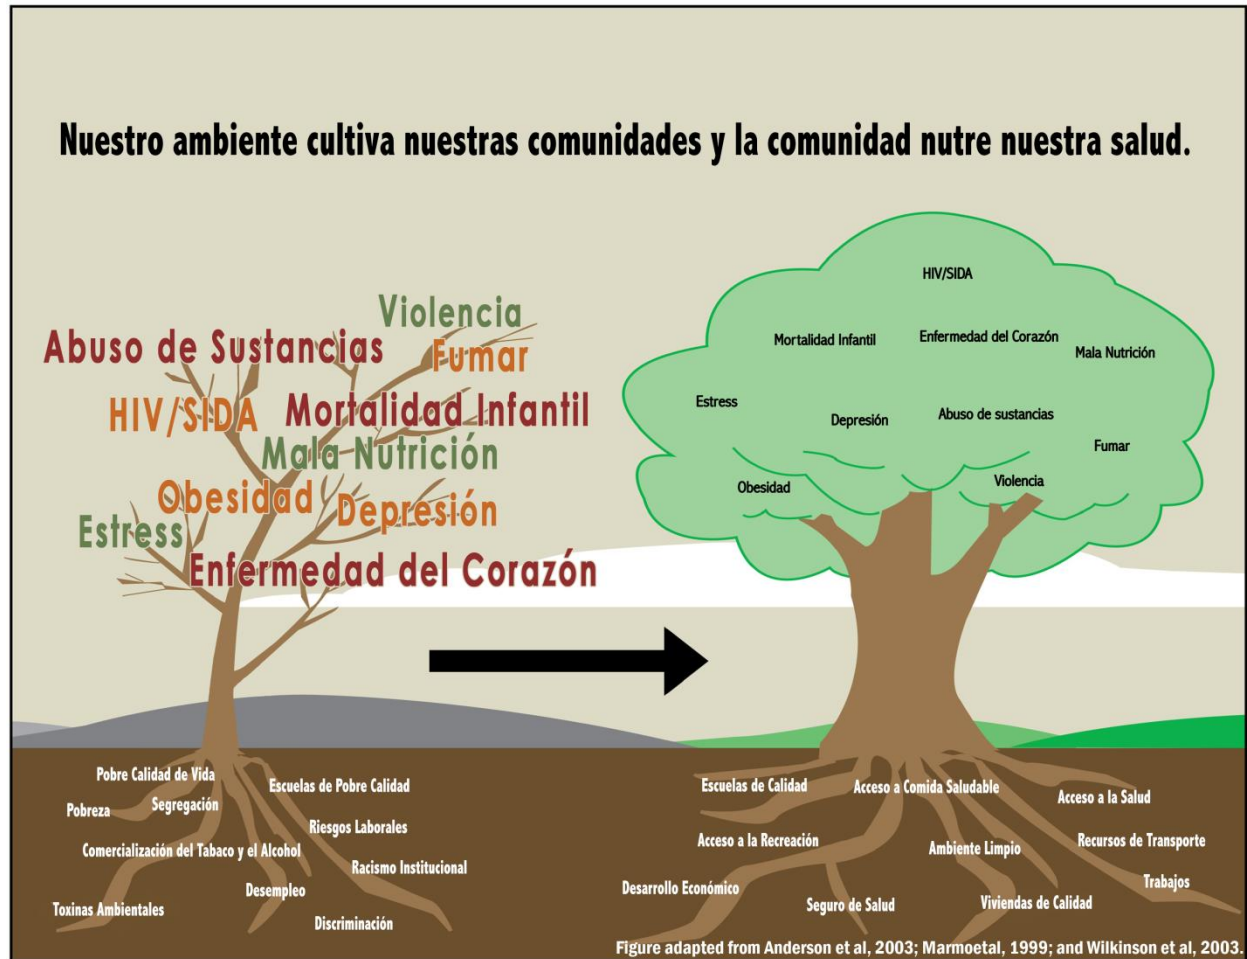 Nuestro ambiente cultiva nuestras comunidades y la comunidad nutre nuestra salud.
Violencia
Abuso de Sustancias
Fumar
HIV/SIDA
Mortalidad Infantil
Mala Nutrición
Obesidad
Depresión
Estress
Enfermedad del Corazón
HIV/SIDA
Mortalidad Infantil
Enfermedad del Corazón
Mala Nutrición
Estress
Depresión
Abuso de sustancias
Fumar
Obesidad
Violencia
Pobre Calidad de Vida
Escuelas de Pobre Calidad
Pobreza
Segregación
Riesgos Laborales
Comercialización del Tabaco y el Alcohol
Racismo Institucional
Desempleo
Toxinas Ambientales
Discriminación
Escuelas de Calidad
Acceso a Comida Saludable
Acceso a la Salud
Acceso a la Recreación
Ambiente Limpio
Recursos de Transporte
Desarrollo Económico
Seguro de Salud
Viviendas de Calidad
Trabajos
Figure adapted from Anderson et al, 2003; Marmoetal, 1999; and Wilkinson et al, 2003.